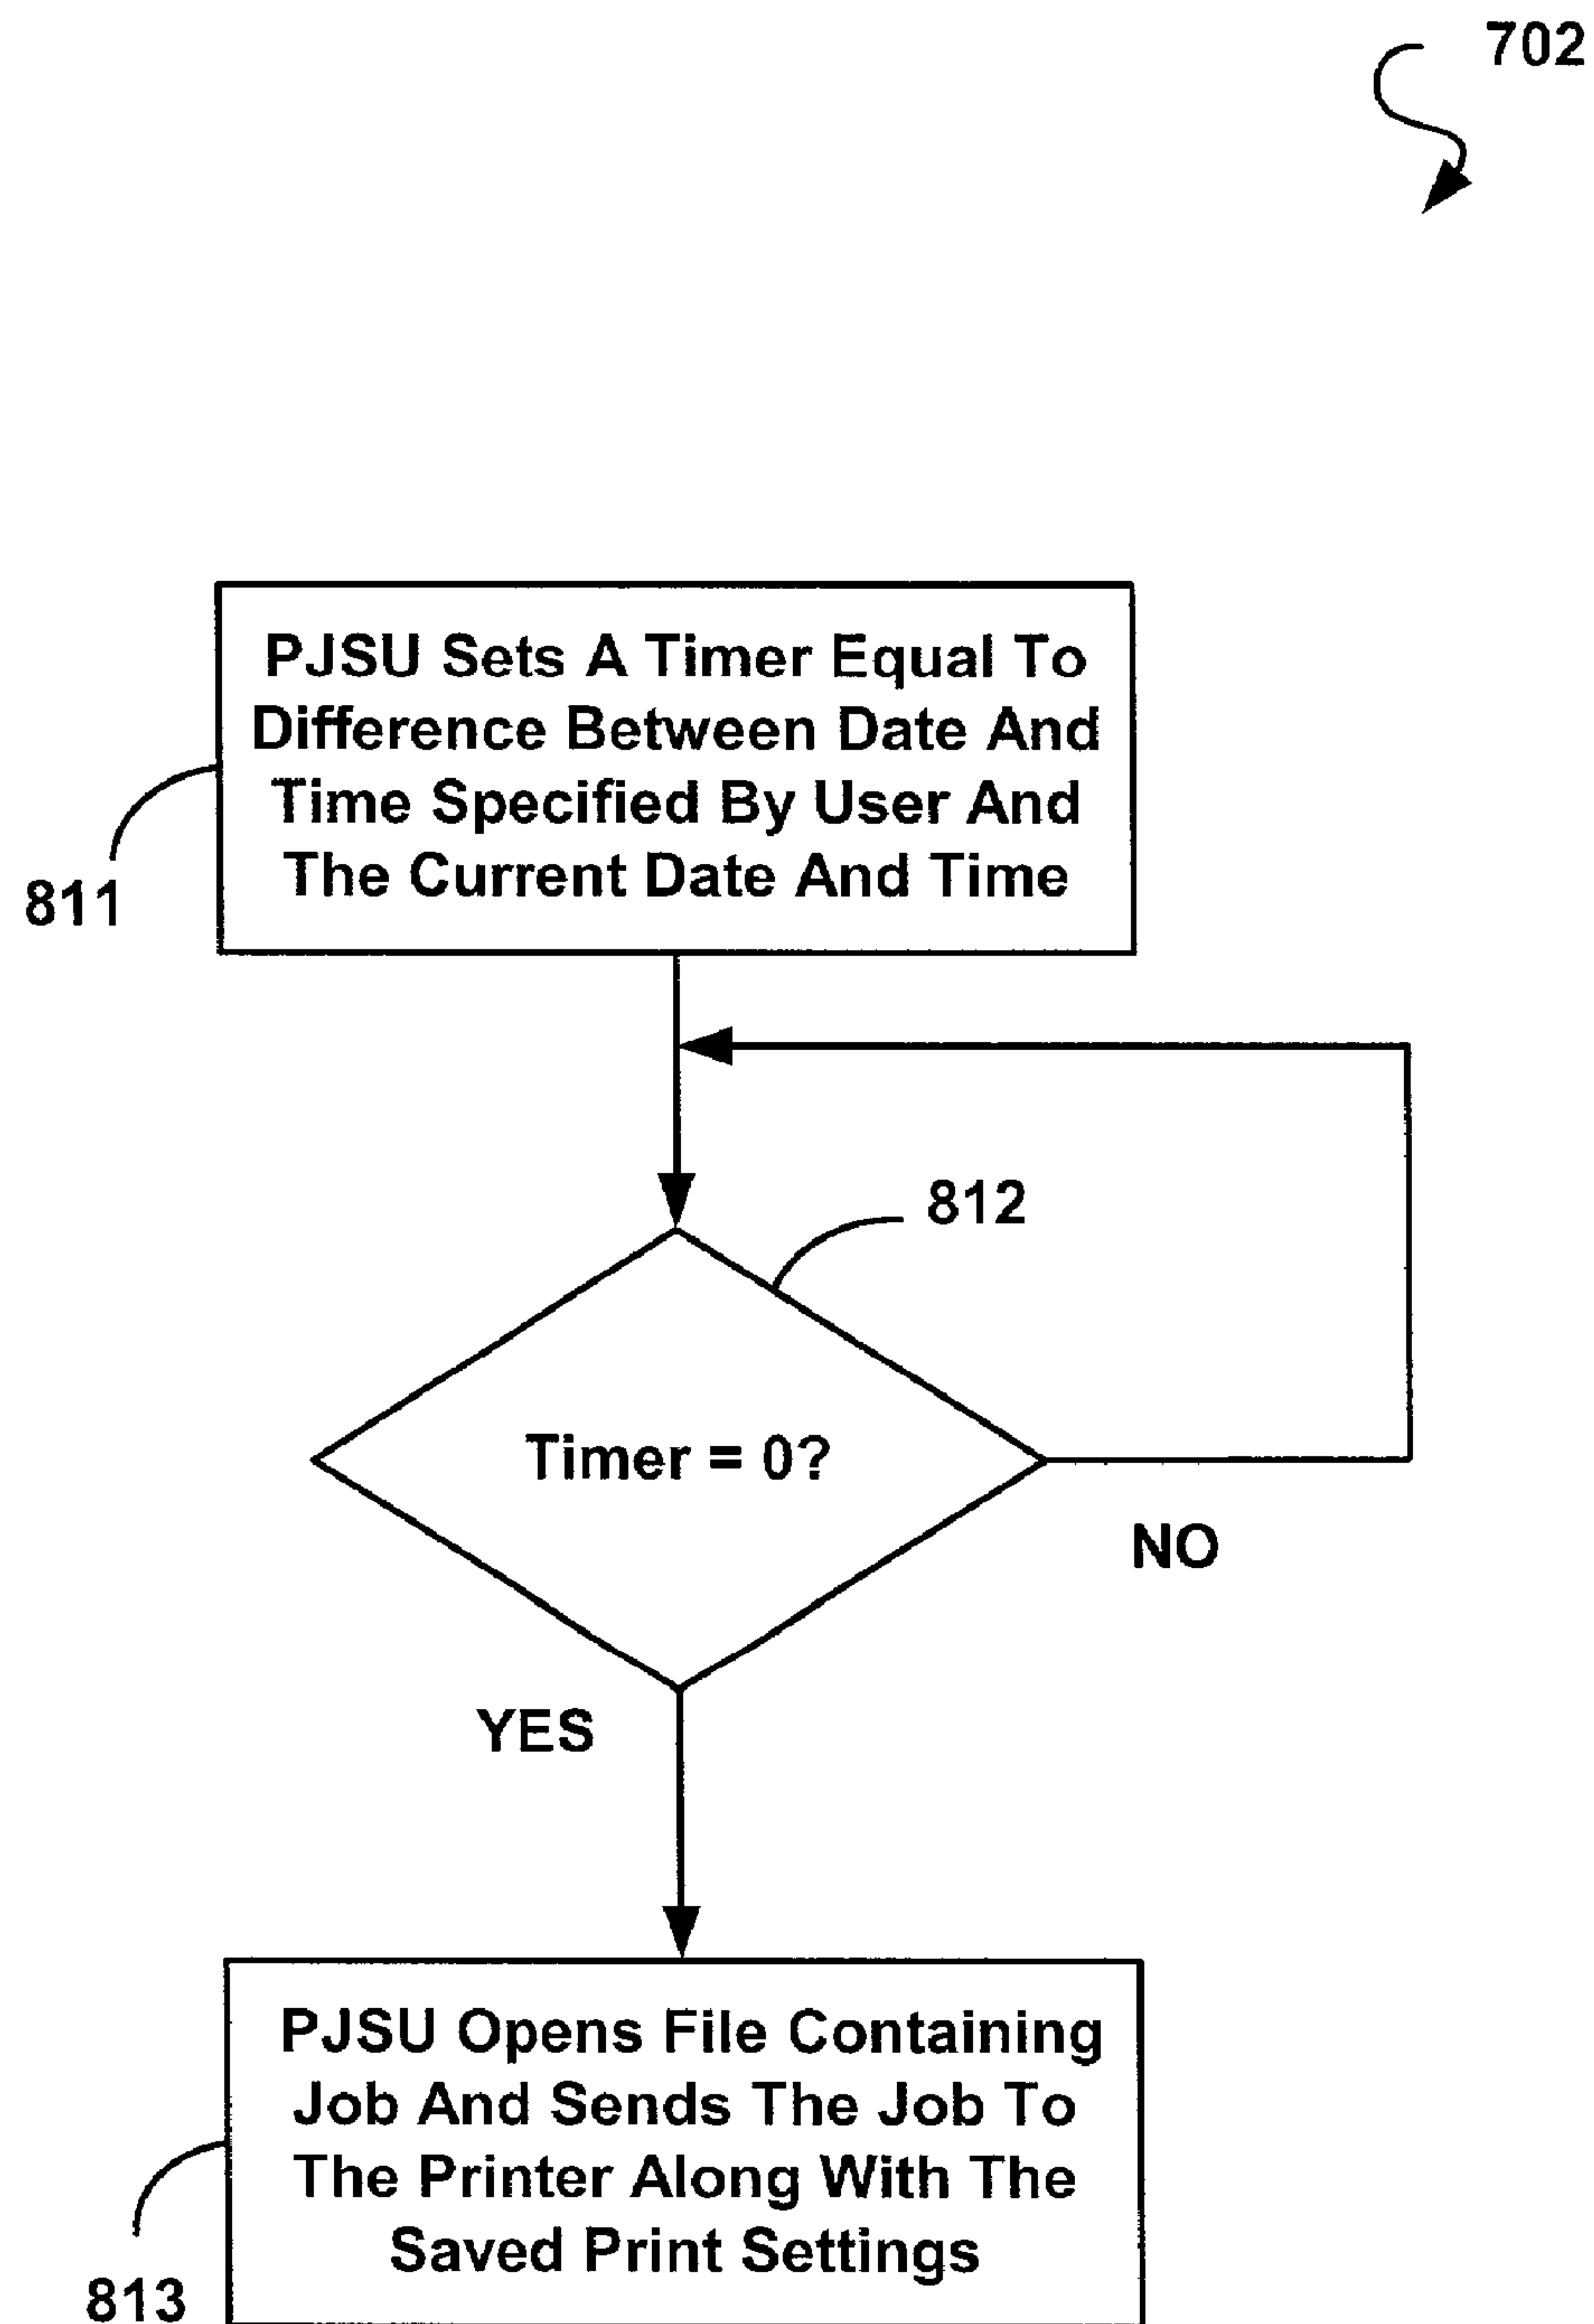 702
PJSU Sets A Timer Equal To
Difference Between Date And
Time Specified By User And
The Current Date And Time
811
812
Timer = 0?
NO
YES
PJSU Opens File Containing
Job And Sends The Job To
The Printer Along With The
Saved Print Settings
813